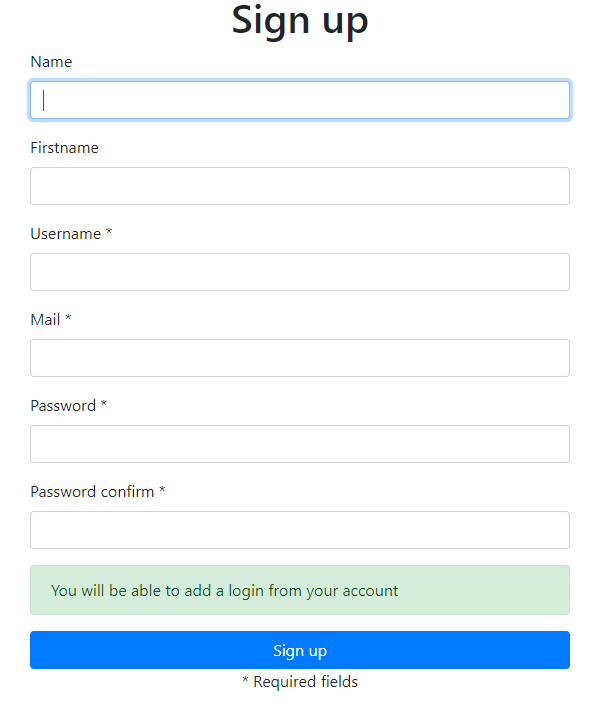 Sign up
Name
Firstname
Username *
Mail *
Password *
Password confirm *
You will be able to add a login from your account
Sign up
* Required fields